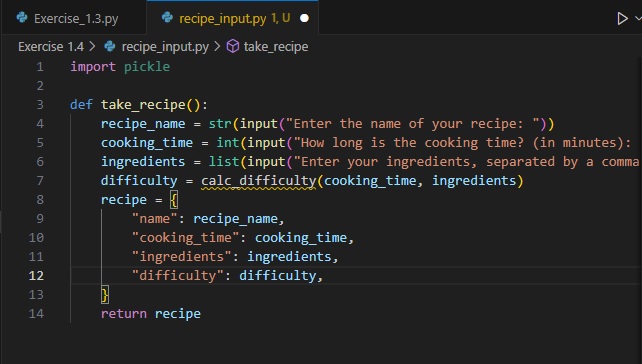 Exercise_1.3.py
recipe_input.py 1, U
Exercise 1.4 > recipe_input.py > take_recipe
1 import pickle
2
3 def take_recipe():
4     recipe_name = str(input("Enter the name of your recipe: "))
5     cooking_time = int(input("How long is the cooking time? (in minutes):
6     ingredients = list(input("Enter your ingredients, separated by a comma
7     difficulty = calc_difficulty(cooking_time, ingredients)
8     recipe = {
9         "name": recipe_name,
10         "cooking_time": cooking_time,
11         "ingredients": ingredients,
12         "difficulty": difficulty,
13     }
14     return recipe